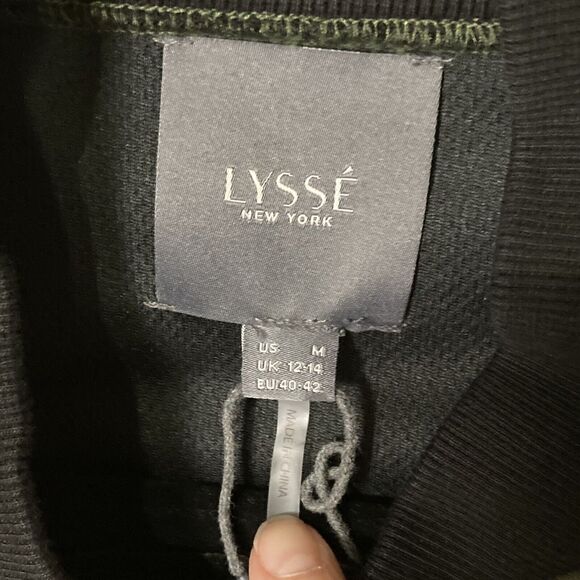 LYSSÉ
NEW YORK
US M
UK 12-14
EU 40-42
MADE IN CHINA